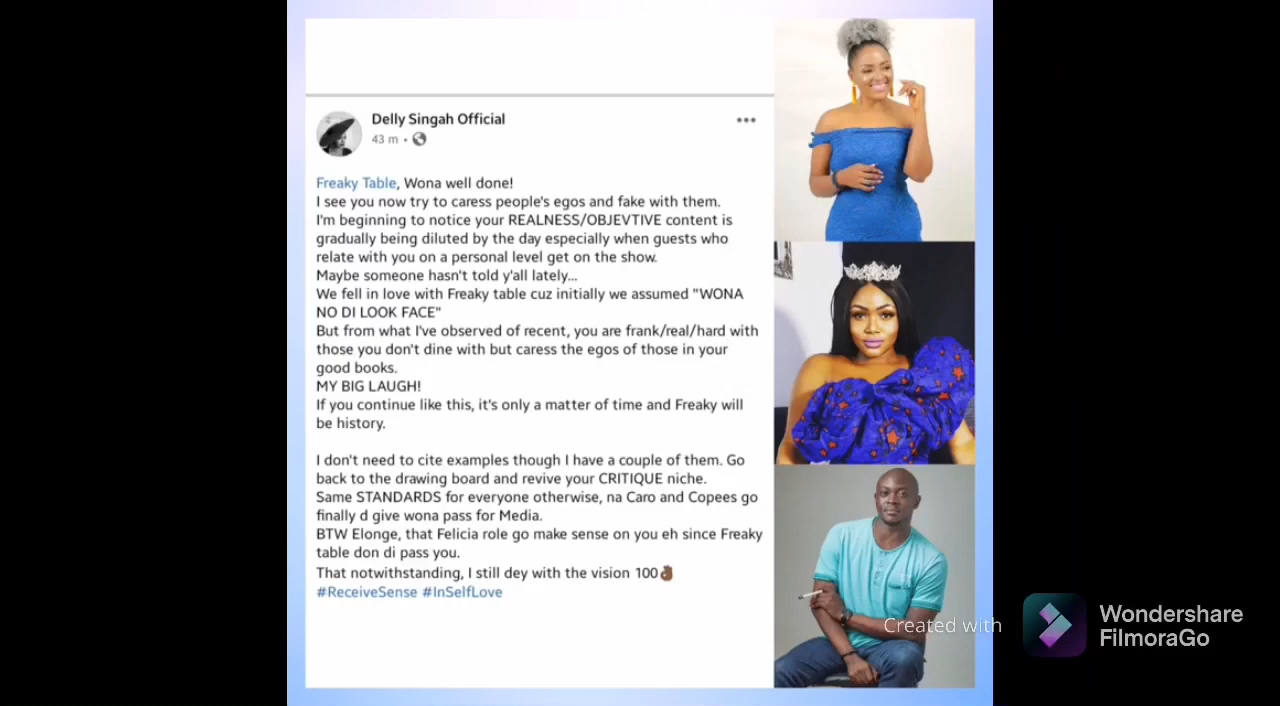 Delly Singah Official
43 m
Freaky Table, Wona well done!
I see you now try to caress people's egos and fake with them.
I'm beginning to notice your REALNESS/OBJEVTIVE content is
gradually being diluted by the day especially when guests who
relate with you on a personal level get on the show.
Maybe someone hasn't told y'all lately...
We fell in love with Freaky table cuz initially we assumed "WONA
NO DI LOOK FACE"
But from what I've observed of recent, you are frank/real/hard with
those you don't dine with but caress the egos of those in your
good books.
MY BIG LAUGH!
If you continue like this, it's only a matter of time and Freaky will
be history.
I don't need to cite examples though I have a couple of them. Go
back to the drawing board and revive your CRITIQUE niche.
Same STANDARDS for everyone otherwise, na Caro and Copees go
finally d give wona pass for Media.
BTW Elonge, that Felicia role go make sense on you eh since Freaky
table don di pass you.
That notwithstanding, I still dey with the vision 100👌🏾
#ReceiveSense #InSelfLove
Created with
Wondershare
FilmoraGo